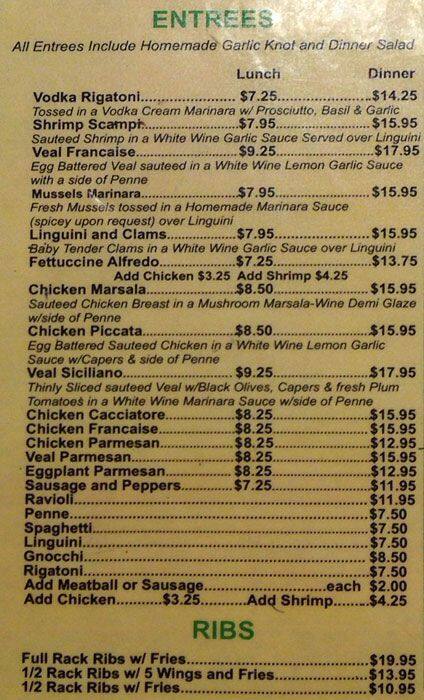 ENTREES
All Entrees Include Homemade Garlic Knot and Dinner Salad
Lunch Dinner
Vodka Rigatoni....................$7.25....................$14.25
Tossed in a Vodka Cream Marinara w/ Prosciutto, Basil & Garlic
Shrimp Scampi....................$7.95....................$15.95
Sauteed Shrimp in a White Wine Garlic Sauce Served over Linguini
Veal Francaise....................$9.25....................$17.95
Egg Battered Veal sauteed in a White Wine Lemon Garlic Sauce
with a side of Penne
Mussels Marinara....................$7.95....................$15.95
Fresh Mussels tossed in a Homemade Marinara Sauce
(spicey upon request) over Linguini
Linguini and Clams....................$7.95....................$15.95
Baby Tender Clams in a White Wine Garlic Sauce over Linguini
Fettuccine Alfredo....................$7.25....................$13.75
Add Chicken $3.25 Add Shrimp $4.25
Chicken Marsala....................$8.50....................$15.95
Sauteed Chicken Breast in a Mushroom Marsala-Wine Demi Glaze
w/side of Penne
Chicken Piccata....................$8.50....................$15.95
Egg Battered Sauteed Chicken in a White Wine Lemon Garlic
Sauce w/Capers & side of Penne
Veal Siciliano....................$9.25....................$17.95
Thinly Sliced sauteed Veal w/Black Olives, Capers & fresh Plum
Tomatoes in a White Wine Marinara Sauce w/side of Penne
Chicken Cacciatore....................$8.25....................$15.95
Chicken Francaise....................$8.25....................$15.95
Chicken Parmesan....................$8.25....................$12.95
Veal Parmesan....................$8.25....................$15.95
Eggplant Parmesan....................$8.25....................$12.95
Sausage and Peppers....................$7.25....................$11.95
Ravioli....................$11.95
Penne....................$7.50
Spaghetti....................$7.50
Linguini....................$7.50
Gnocchi....................$8.50
Rigatoni....................$7.50
Add Meatball or Sausage....................each $2.00
Add Chicken..........$3.25..........Add Shrimp.......$4.25
RIBS
Full Rack Ribs w/ Fries....................$19.95
1/2 Rack Ribs w/ 5 Wings and Fries....................$13.95
1/2 Rack Ribs w/ Fries....................$10.95